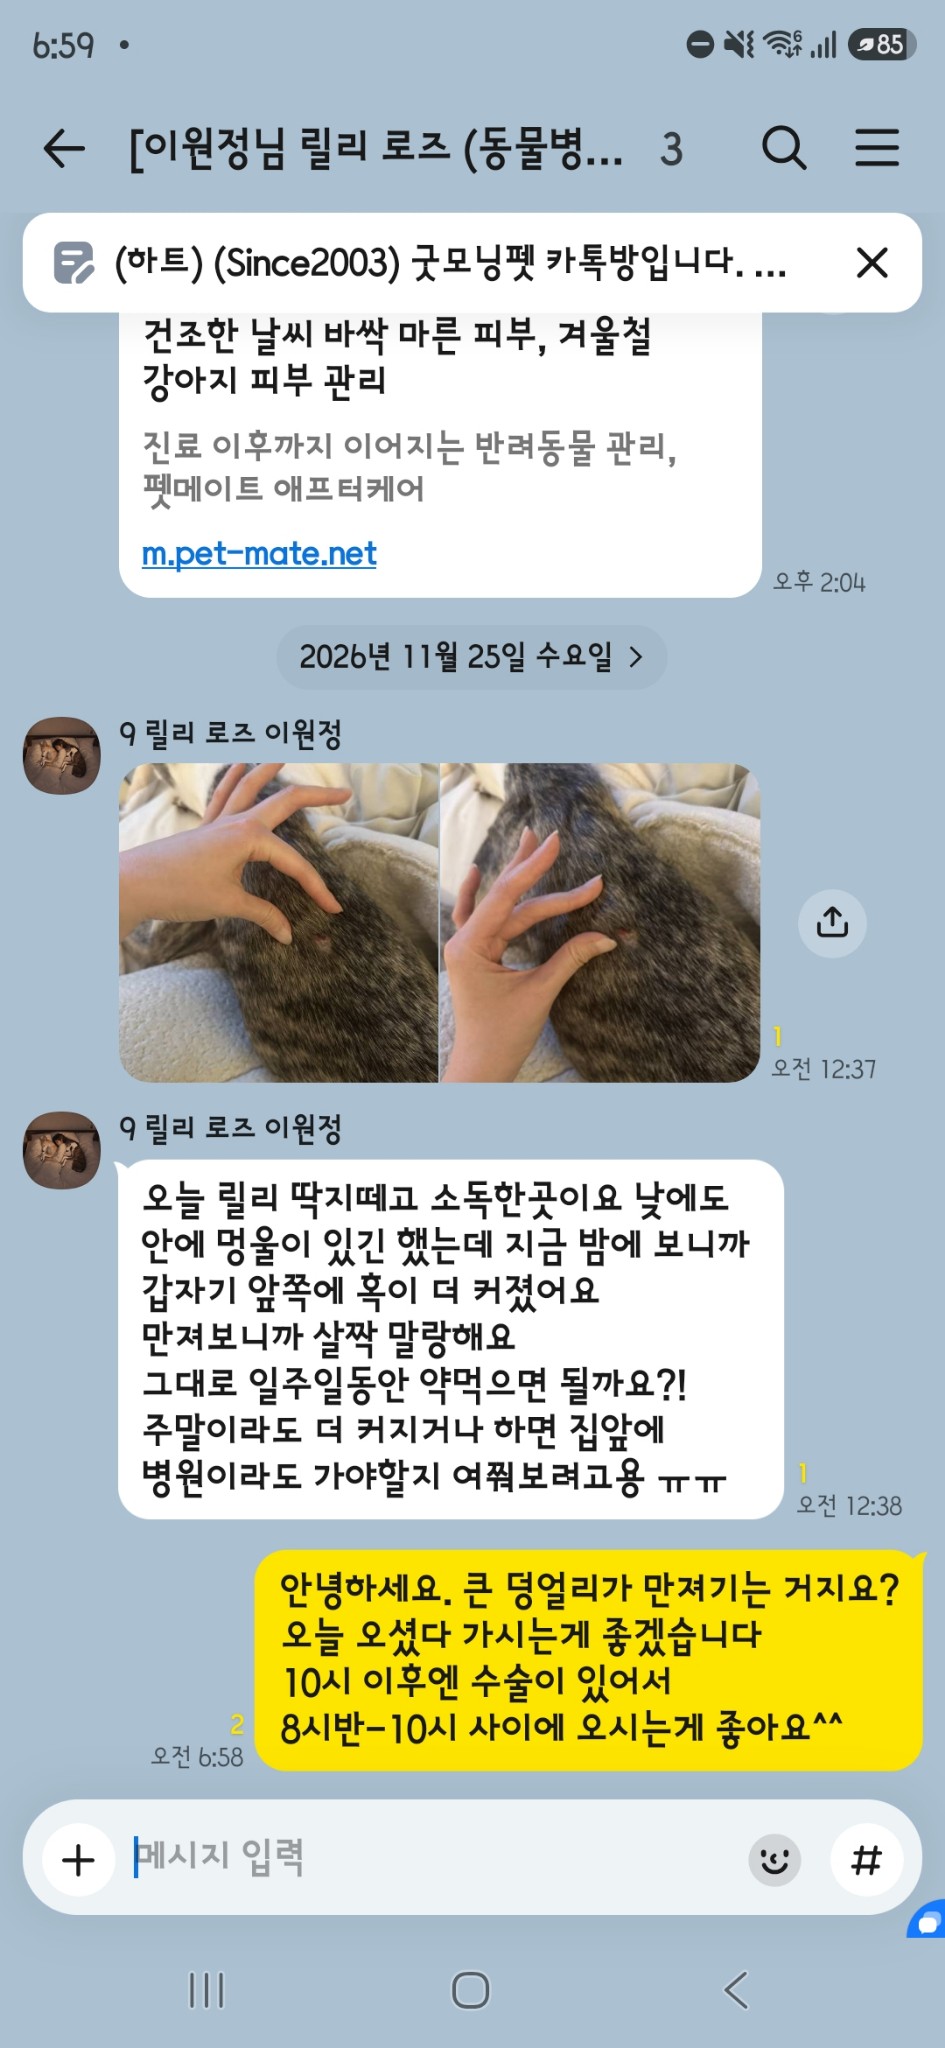 6:59
6
85
[이원정님 릴리 로즈 (동물병... 3
(하트) (Since2003) 굿모닝펫 카톡방입니다. ...
건조한 날씨 바싹 마른 피부, 겨울철
강아지 피부 관리
진료 이후까지 이어지는 반려동물 관리,
펫메이트 애프터케어
m.pet-mate.net
오후 2:04
2026년 11월 25일 수요일
9 릴리 로즈 이원정
1
오전 12:37
9 릴리 로즈 이원정
오늘 릴리 딱지떼고 소독한곳이요 낮에도
안에 멍울이 있긴 했는데 지금 밤에 보니까
갑자기 앞쪽에 혹이 더 커졌어요
만져보니까 살짝 말랑해요
그대로 일주일동안 약먹으면 될까요?!
주말이라도 더 커지거나 하면 집앞에
병원이라도 가야할지 여쭤보려고용 ㅠㅠ
1
오전 12:38
안녕하세요. 큰 덩얼리가 만져기는 거지요?
오늘 오셨다 가시는게 좋겠습니다
10시 이후엔 수술이 있어서
8시반-10시 사이에 오시는게 좋아요^^
2
오전 6:58
메시지 입력
#